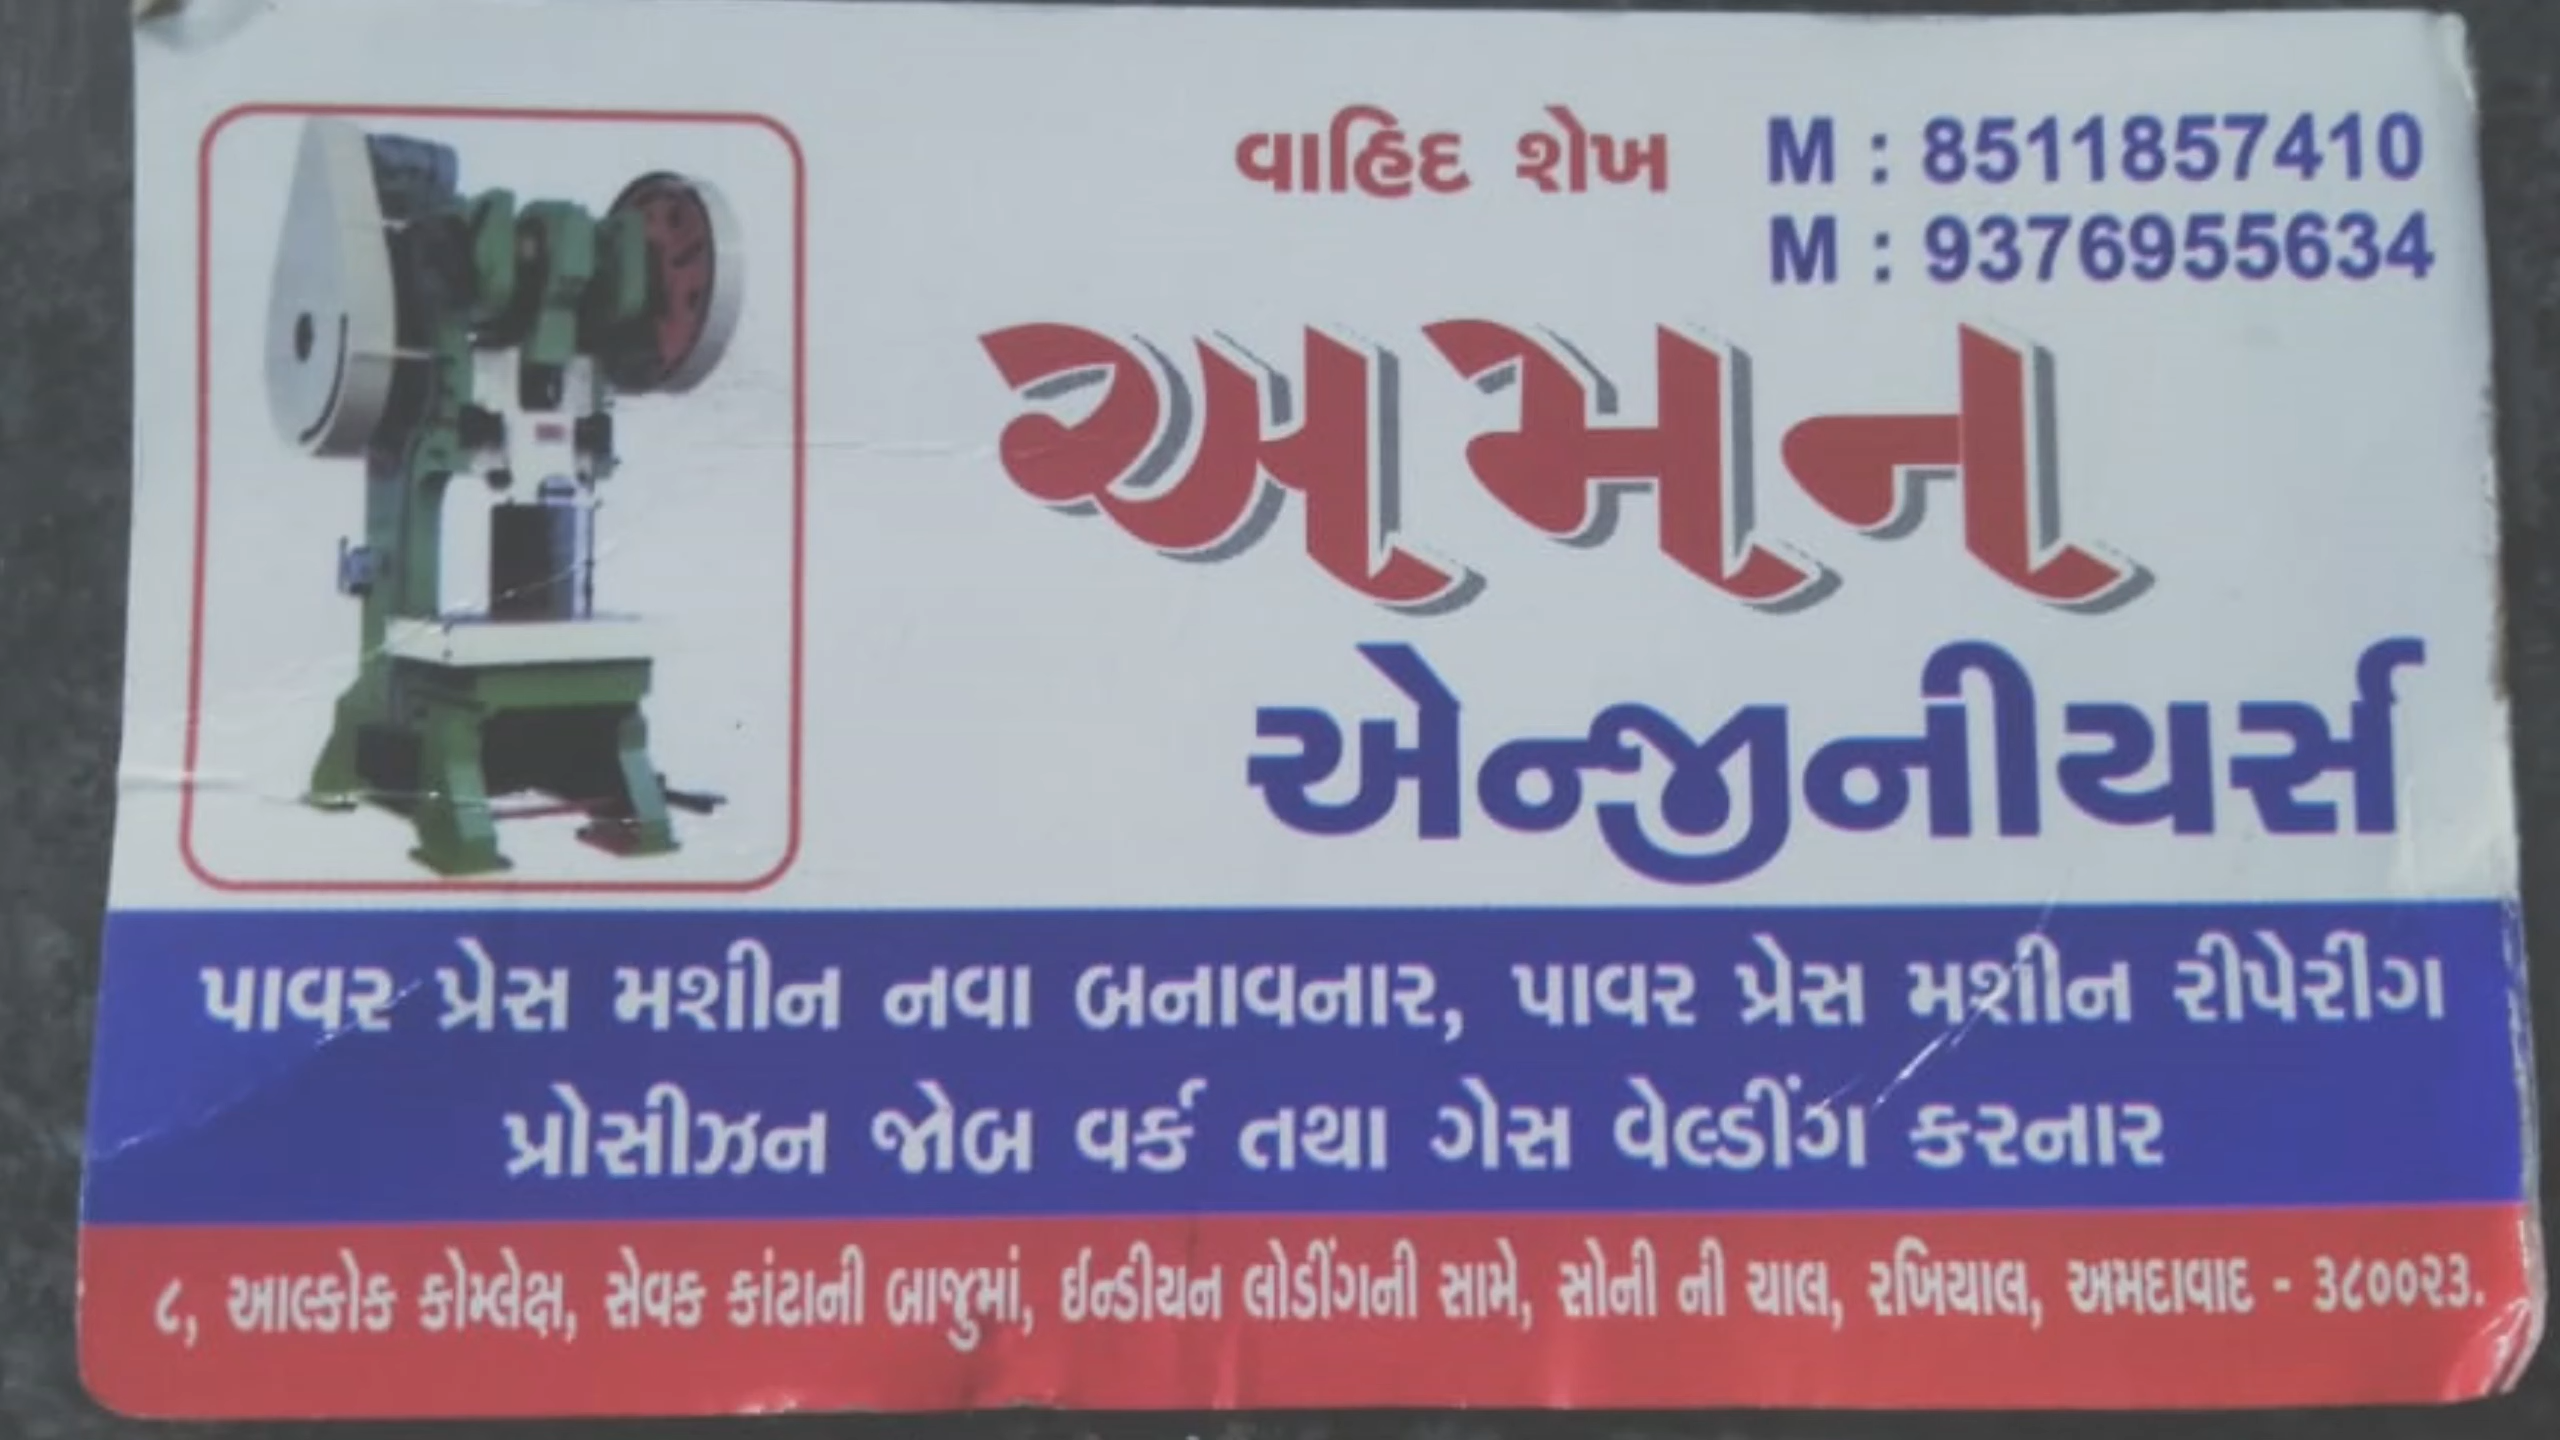 વાહિદ શેખ M : 8511857410
M : 9376955634
અમન
એન્જીનીયર્સ
પાવર પ્રેસ મશીન નવા બનાવનાર, પાવર પ્રેસ મશીન રીપેરીંગ
પ્રોસીઝન જોબ વર્ક તથા ગેસ વેલ્ડીંગ કરનાર
૮, આલ્કોક કોમ્લેક્ષ, સેવક કાંટાની બાજુમાં, ઈન્ડીયન લોડીંગની સામે, સોની ની ચાલ, રખિયાલ, અમદાવાદ - ૩૮૦૦૨૩.